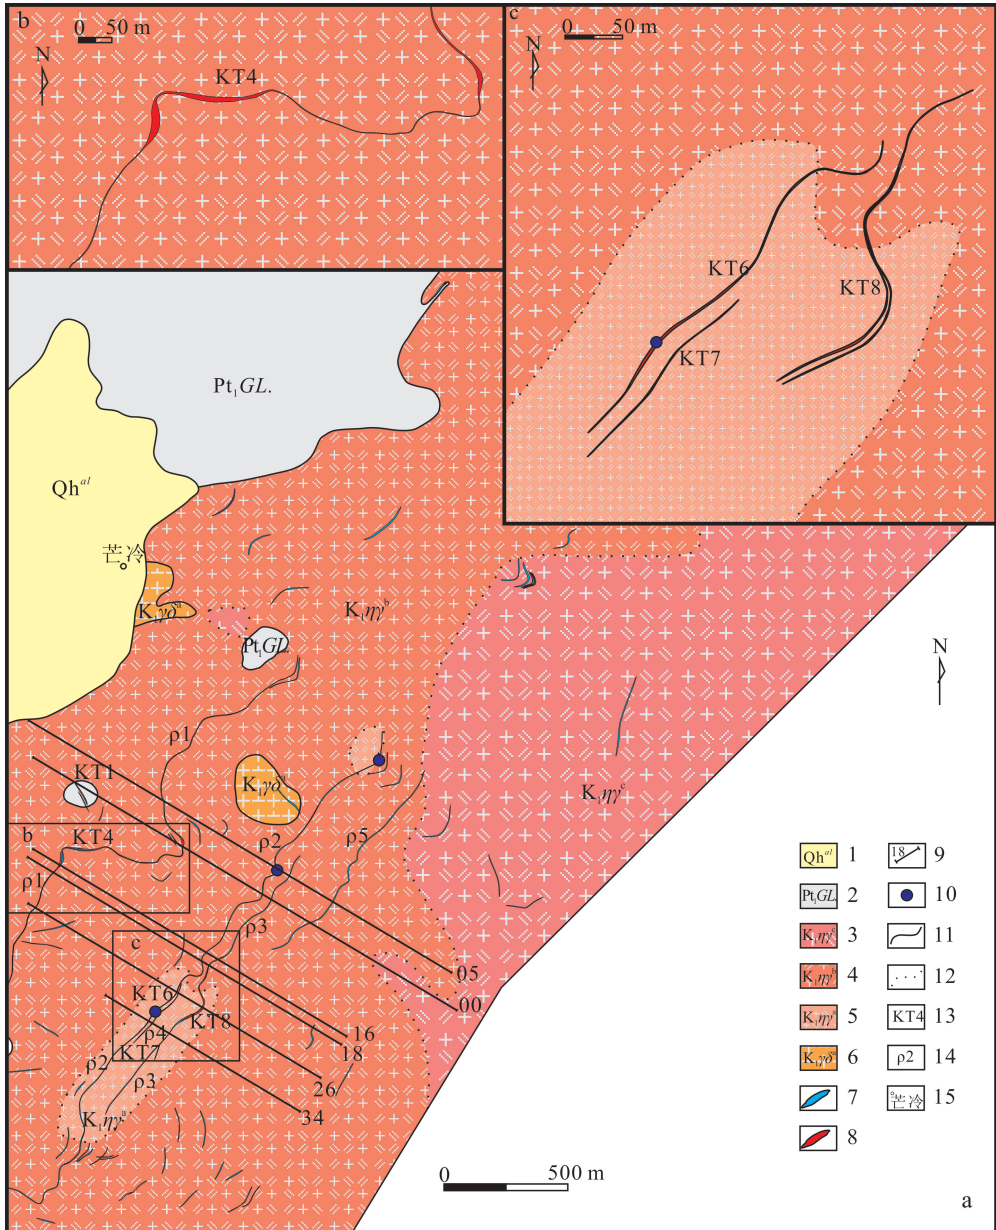 b
0 50 m
N
KT4
c
0 50 m
N
KT6
KT8
KT7
Pt₁GL.
Qhᵃˡ
芒冷
K₁γδᵃ
K₁ηγᵇ
Pt₁GL.
N
ρ1
KT1
K₁γδᵃ
K₁ηγᶜ
ρ2
ρ5
b
KT4
ρ1
ρ3
c
05
00
KT6
KT8
ρ4
16
18
KT7
ρ2
ρ3
26
34
K₁ηγᵃ
Qhᵃˡ 1
18 9
Pt₁GL. 2
10
K₁ηγᶜ 3
11
K₁ηγᵇ 4
12
K₁ηγᵃ 5
KT4 13
K₁γδᵃ 6
ρ2 14
7
芒冷 15
8
0 500 m
a